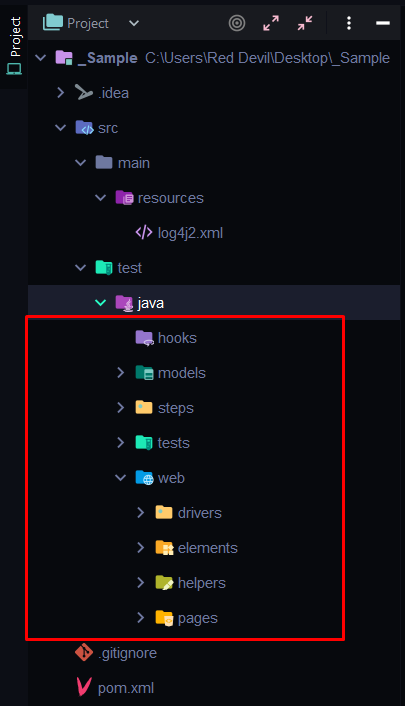 Project
Project
_Sample C:\Users\Red Devil\Desktop\_Sample
.idea
src
main
resources
log4j2.xml
test
java
hooks
models
steps
tests
web
drivers
elements
helpers
pages
.gitignore
pom.xml